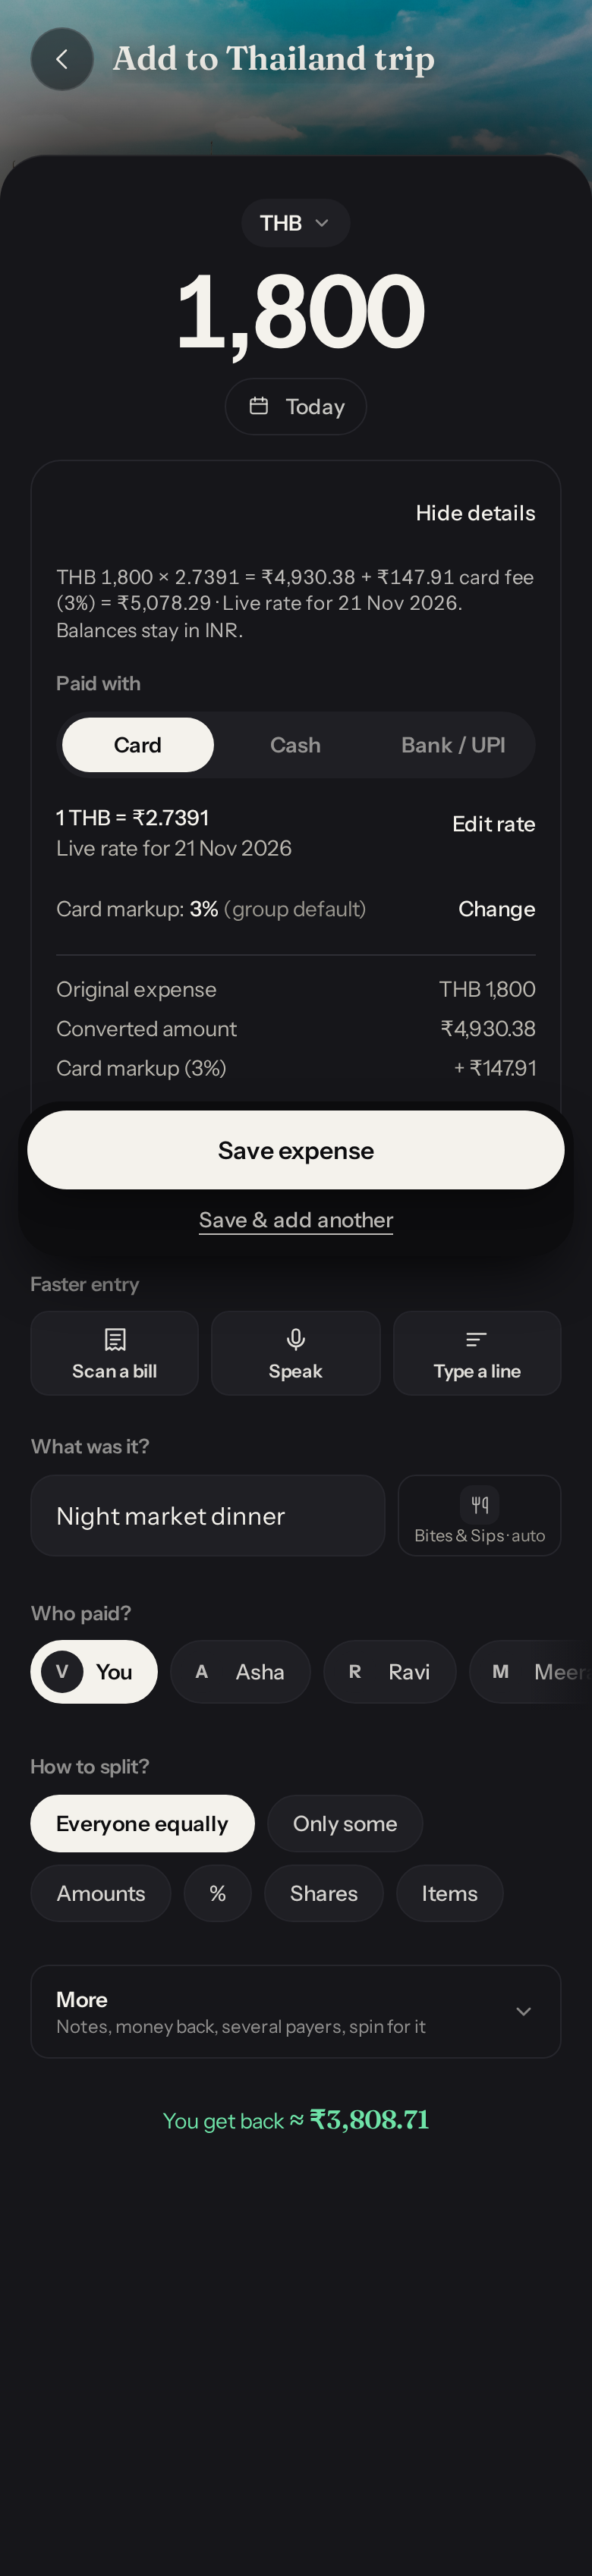 Add to Thailand trip
THB
1,800
Today
Hide details
THB 1,800 × 2.7391 = ₹4,930.38 + ₹147.91 card fee
(3%) = ₹5,078.29 · Live rate for 21 Nov 2026.
Balances stay in INR.
Paid with
Card Cash Bank / UPI
1 THB = ₹2.7391
Edit rate
Live rate for 21 Nov 2026
Card markup: 3% (group default) Change
Original expense THB 1,800
Converted amount ₹4,930.38
Card markup (3%) + ₹147.91
Save expense
Save & add another
Faster entry
Scan a bill Speak Type a line
What was it?
Night market dinner
Bites & Sips · auto
Who paid?
V You A Asha R Ravi M
How to split?
Everyone equally Only some
Amounts % Shares Items
More
Notes, money back, several payers, spin for it
You get back ≈ ₹3,808.71